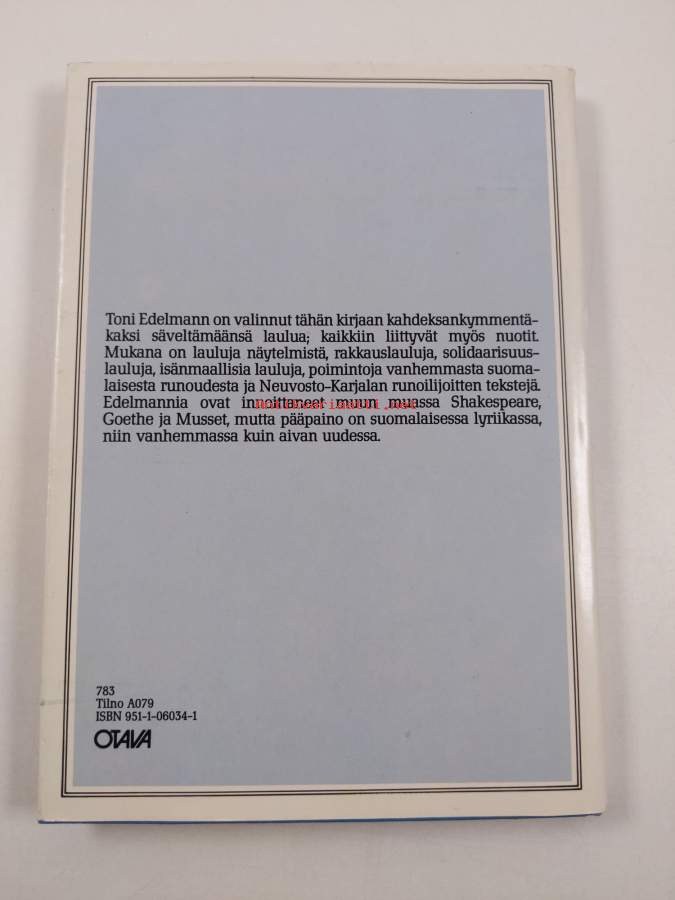 Toni Edelmann on valinnut tähän kirjaan kahdeksankymmentä-
kaksi säveltämäänsä laulua; kaikkiin liittyvät myös nuotit.
Mukana on lauluja näytelmistä, rakkauslauluja, solidaarisuus-
lauluja, isänmaallisia lauluja, poimintoja vanhemmasta suoma-
laisesta runoudesta ja Neuvosto-Karjalan runoilijoitten tekstejä.
Edelmannia ovat innoittaneet muun muassa Shakespeare,
Goethe ja Musset, mutta pääpaino on suomalaisessa lyriikassa,
niin vanhemmassa kuin aivan uudessa.
783
Tilno A079
ISBN 951-1-06034-1
OTAVA